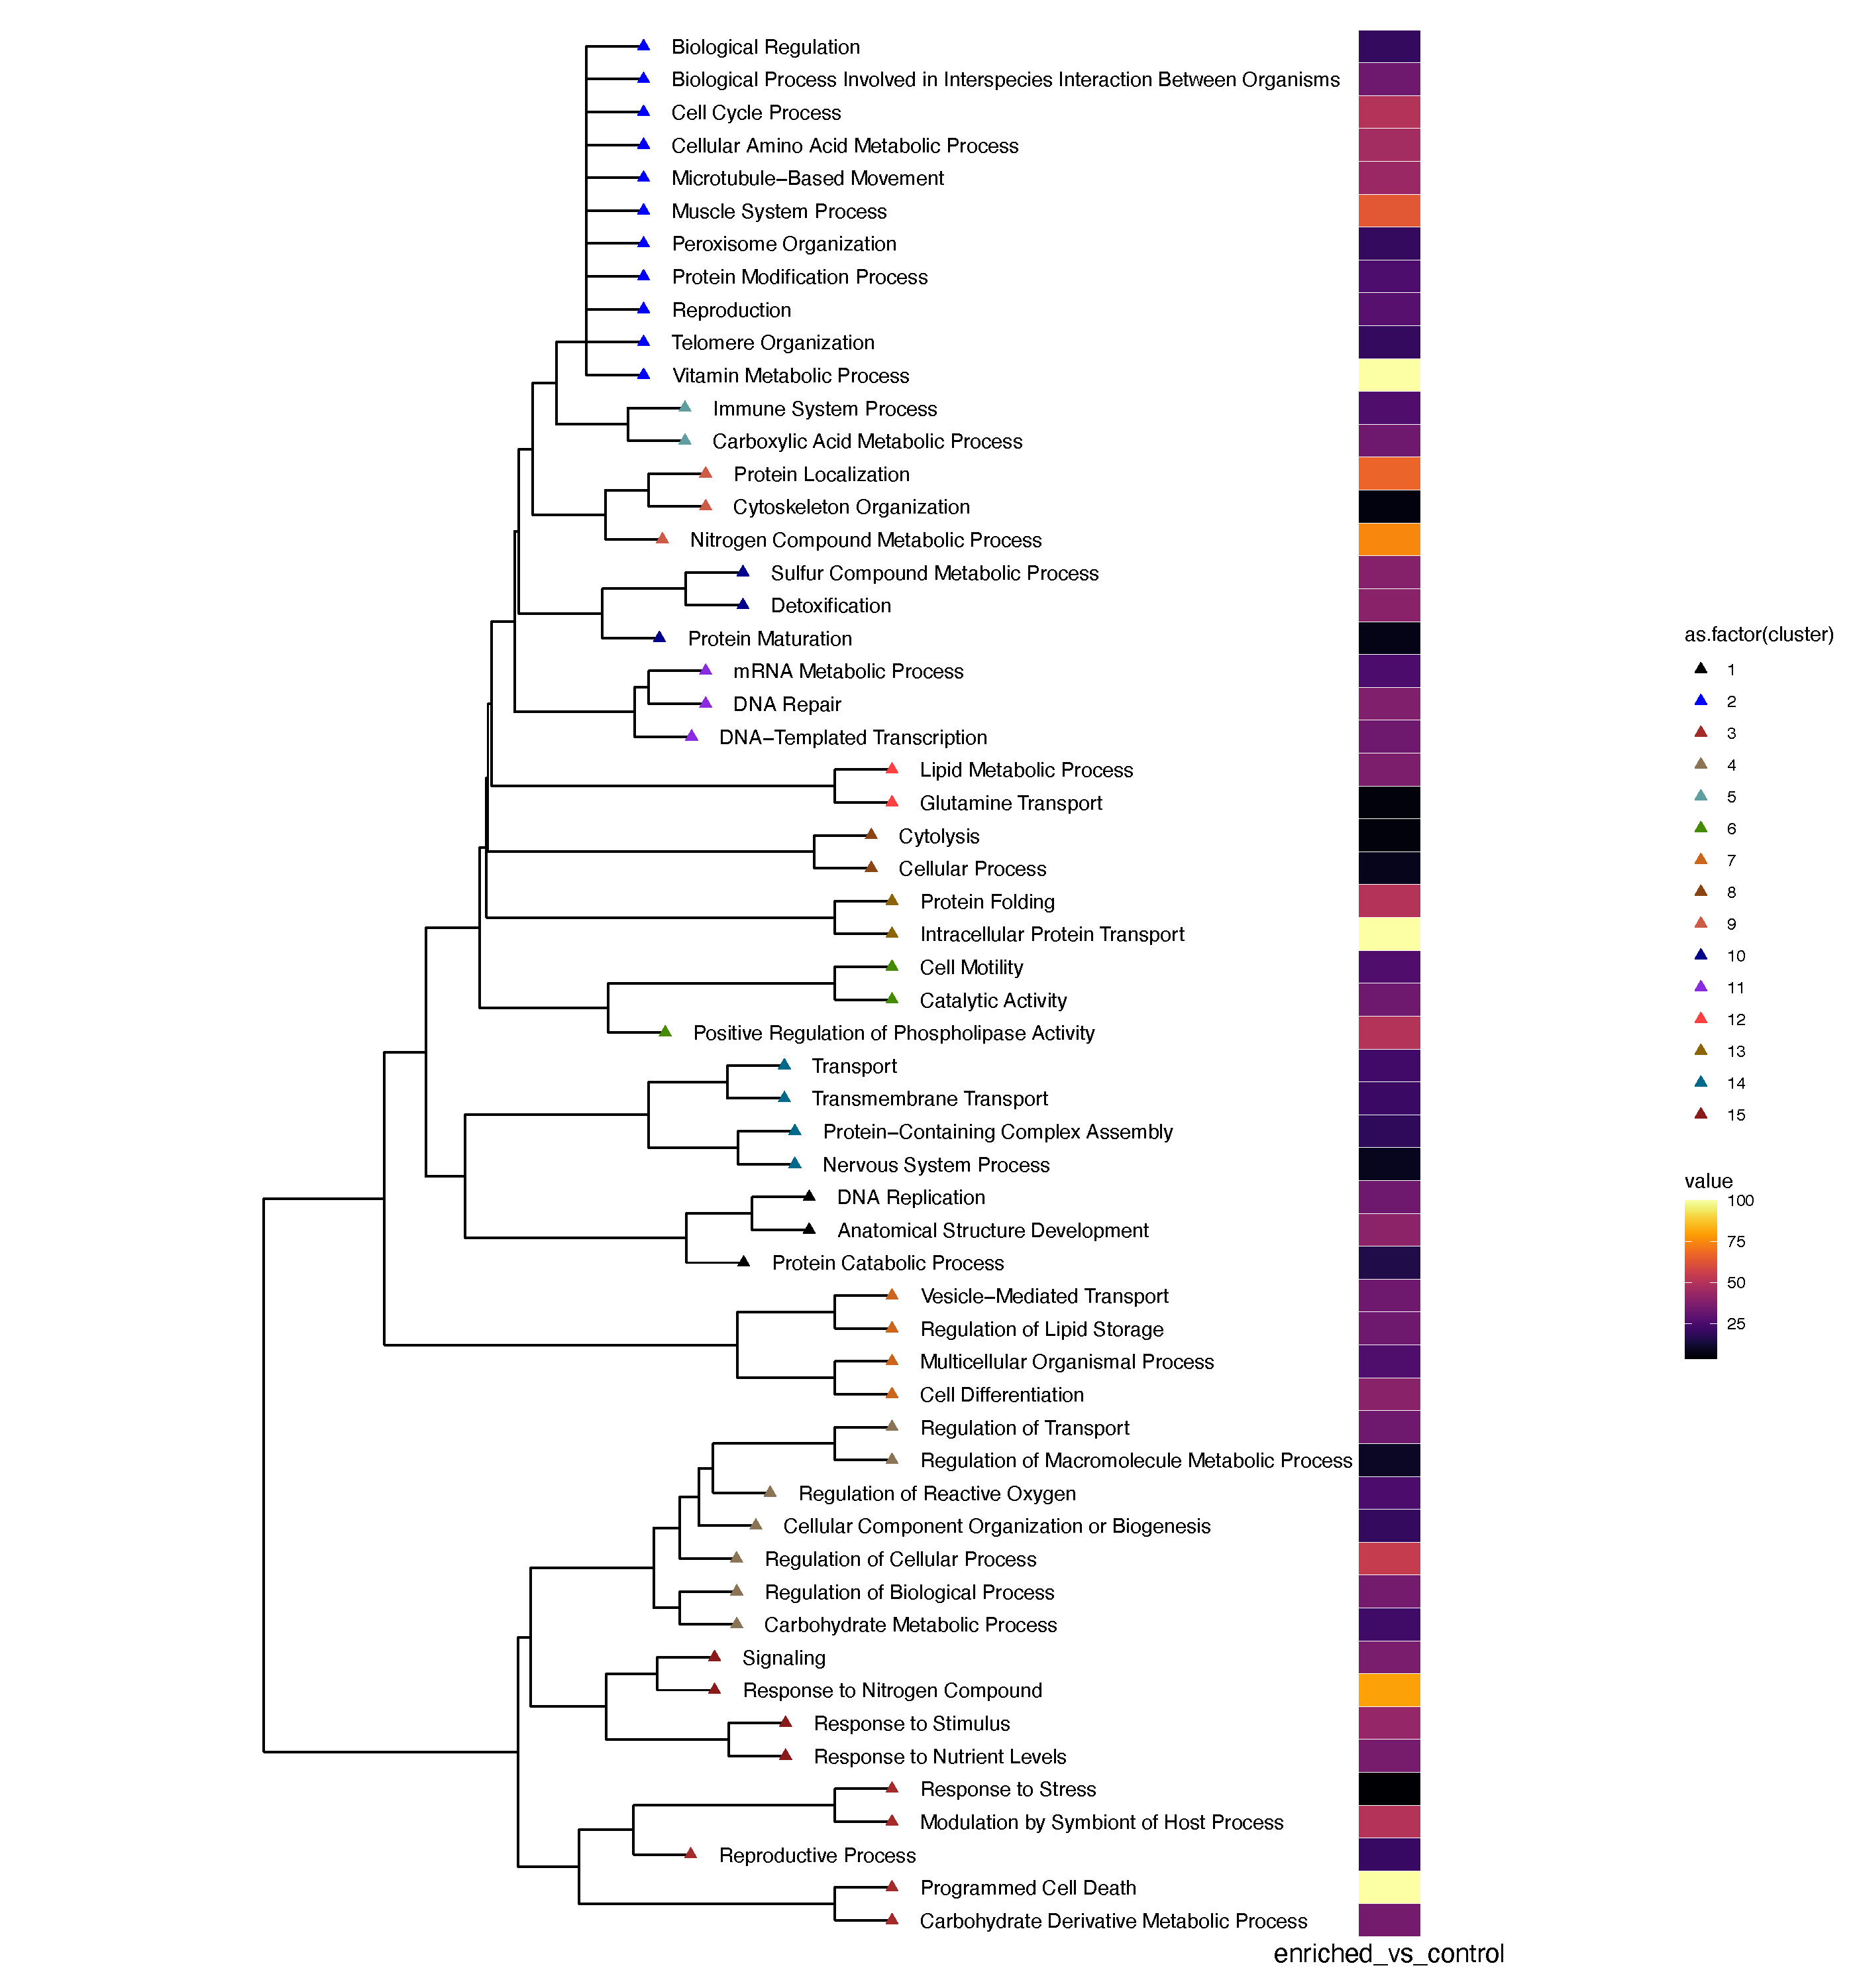 Biological Regulation
Biological Process Involved in Interspecies Interaction Between Organisms
Cell Cycle Process
Cellular Amino Acid Metabolic Process
Microtubule−Based Movement
Muscle System Process
Peroxisome Organization
Protein Modification Process
Reproduction
Telomere Organization
Vitamin Metabolic Process
Immune System Process
Carboxylic Acid Metabolic Process
Protein Localization
Cytoskeleton Organization
Nitrogen Compound Metabolic Process
Sulfur Compound Metabolic Process
Detoxification
Protein Maturation
mRNA Metabolic Process
DNA Repair
DNA−Templated Transcription
Lipid Metabolic Process
Glutamine Transport
Cytolysis
Cellular Process
Protein Folding
Intracellular Protein Transport
Cell Motility
Catalytic Activity
Positive Regulation of Phospholipase Activity
Transport
Transmembrane Transport
Protein−Containing Complex Assembly
Nervous System Process
DNA Replication
Anatomical Structure Development
Protein Catabolic Process
Vesicle−Mediated Transport
Regulation of Lipid Storage
Multicellular Organismal Process
Cell Differentiation
Regulation of Transport
Regulation of Macromolecule Metabolic Process
Regulation of Reactive Oxygen
Cellular Component Organization or Biogenesis
Regulation of Cellular Process
Regulation of Biological Process
Carbohydrate Metabolic Process
Signaling
Response to Nitrogen Compound
Response to Stimulus
Response to Nutrient Levels
Response to Stress
Modulation by Symbiont of Host Process
Reproductive Process
Programmed Cell Death
Carbohydrate Derivative Metabolic Process
enriched_vs_control
as.factor(cluster)
1
2
3
4
5
6
7
8
9
10
11
12
13
14
15
value
100
75
50
25